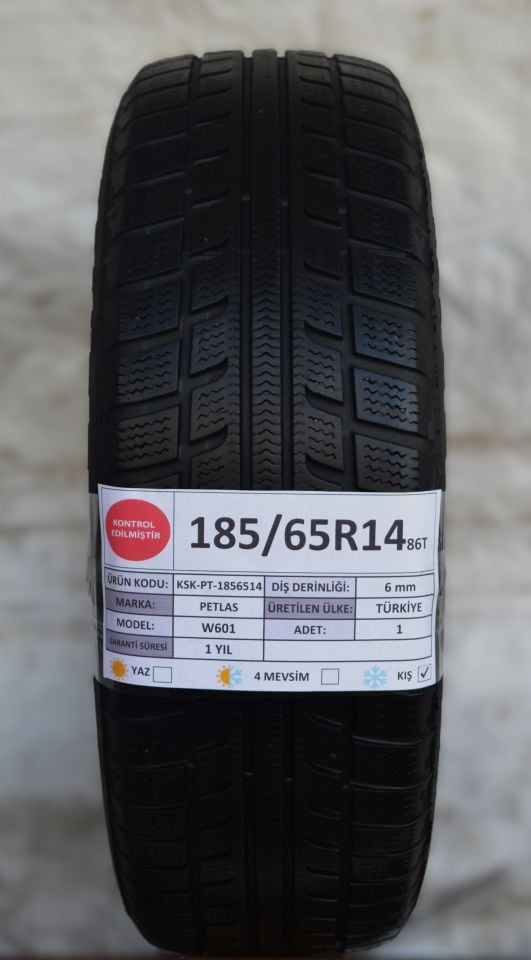 KONTROL
EDİLMİŞTİR
185/65R14 86T
ÜRÜN KODU: KSK-PT-1856514 DİŞ DERİNLİĞİ: 6 mm
MARKA: PETLAS ÜRETİLEN ÜLKE: TÜRKİYE
MODEL: W601 ADET: 1
GARANTİ SÜRESİ 1 YIL
YAZ 4 MEVSİM KIŞ